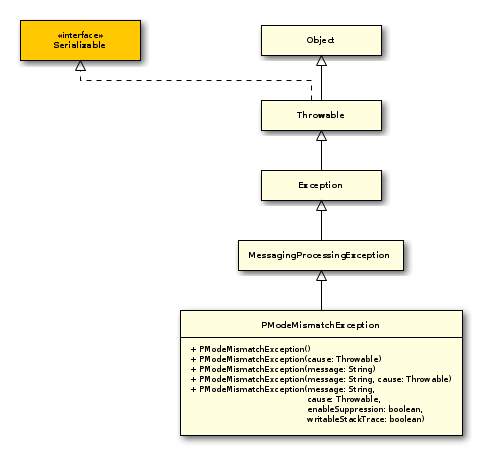 «interface»
Serializable
Object
Throwable
Exception
MessagingProcessingException
PModeMismatchException
+ PModeMismatchException()
+ PModeMismatchException(cause: Throwable)
+ PModeMismatchException(message: String)
+ PModeMismatchException(message: String, cause: Throwable)
+ PModeMismatchException(message: String,
cause: Throwable,
enableSuppression: boolean,
writableStackTrace: boolean)